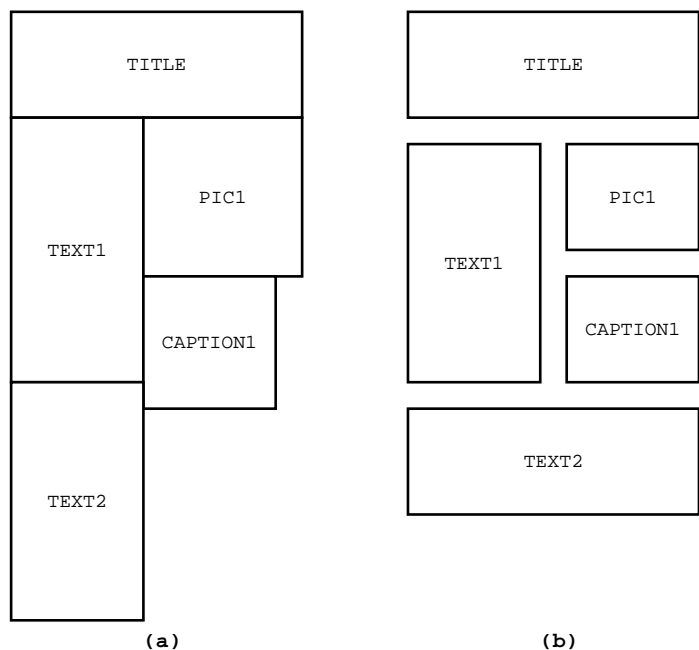 TITLE
PIC1
TEXT1
CAPTION1
TEXT2
(a)
TITLE
PIC1
TEXT1
CAPTION1
TEXT2
(b)